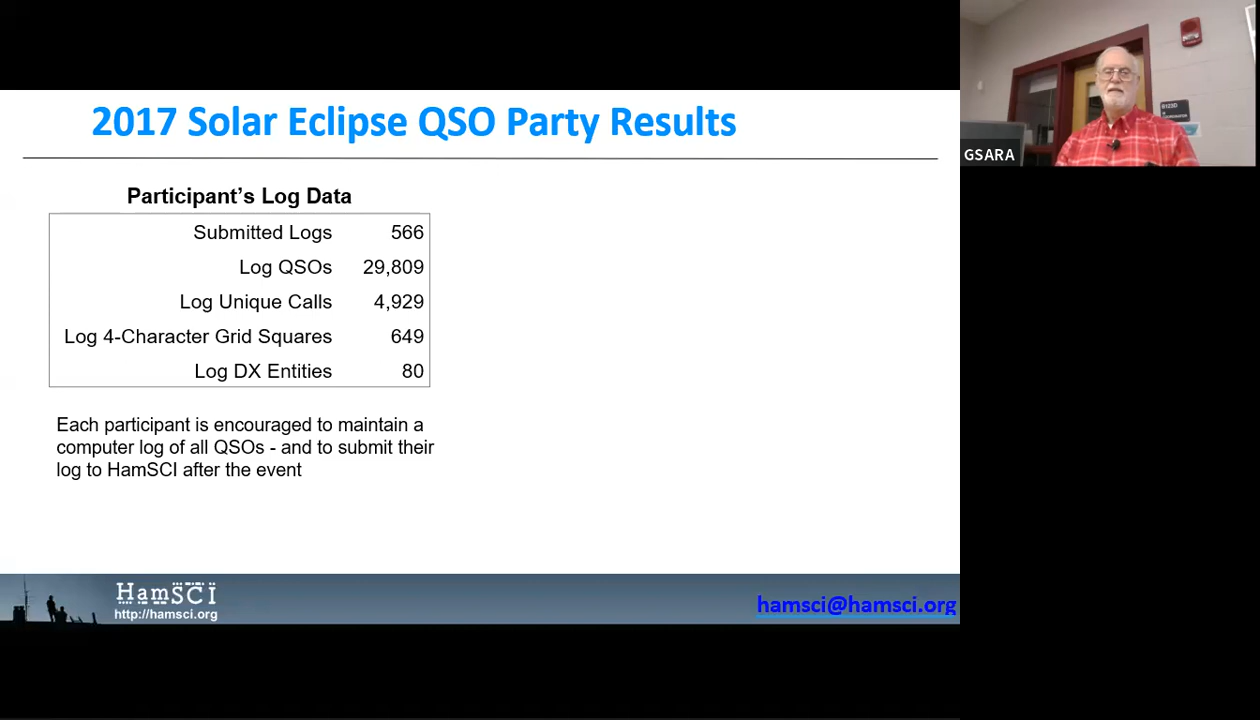 2017 Solar Eclipse QSO Party Results
Participant's Log Data
Submitted Logs 566
Log QSOs 29,809
Log Unique Calls 4,929
Log 4-Character Grid Squares 649
Log DX Entities 80
Each participant is encouraged to maintain a
computer log of all QSOs - and to submit their
log to HamSCI after the event
HamSCI
http://hamsci.org
hamsci@hamsci.org
GSARA